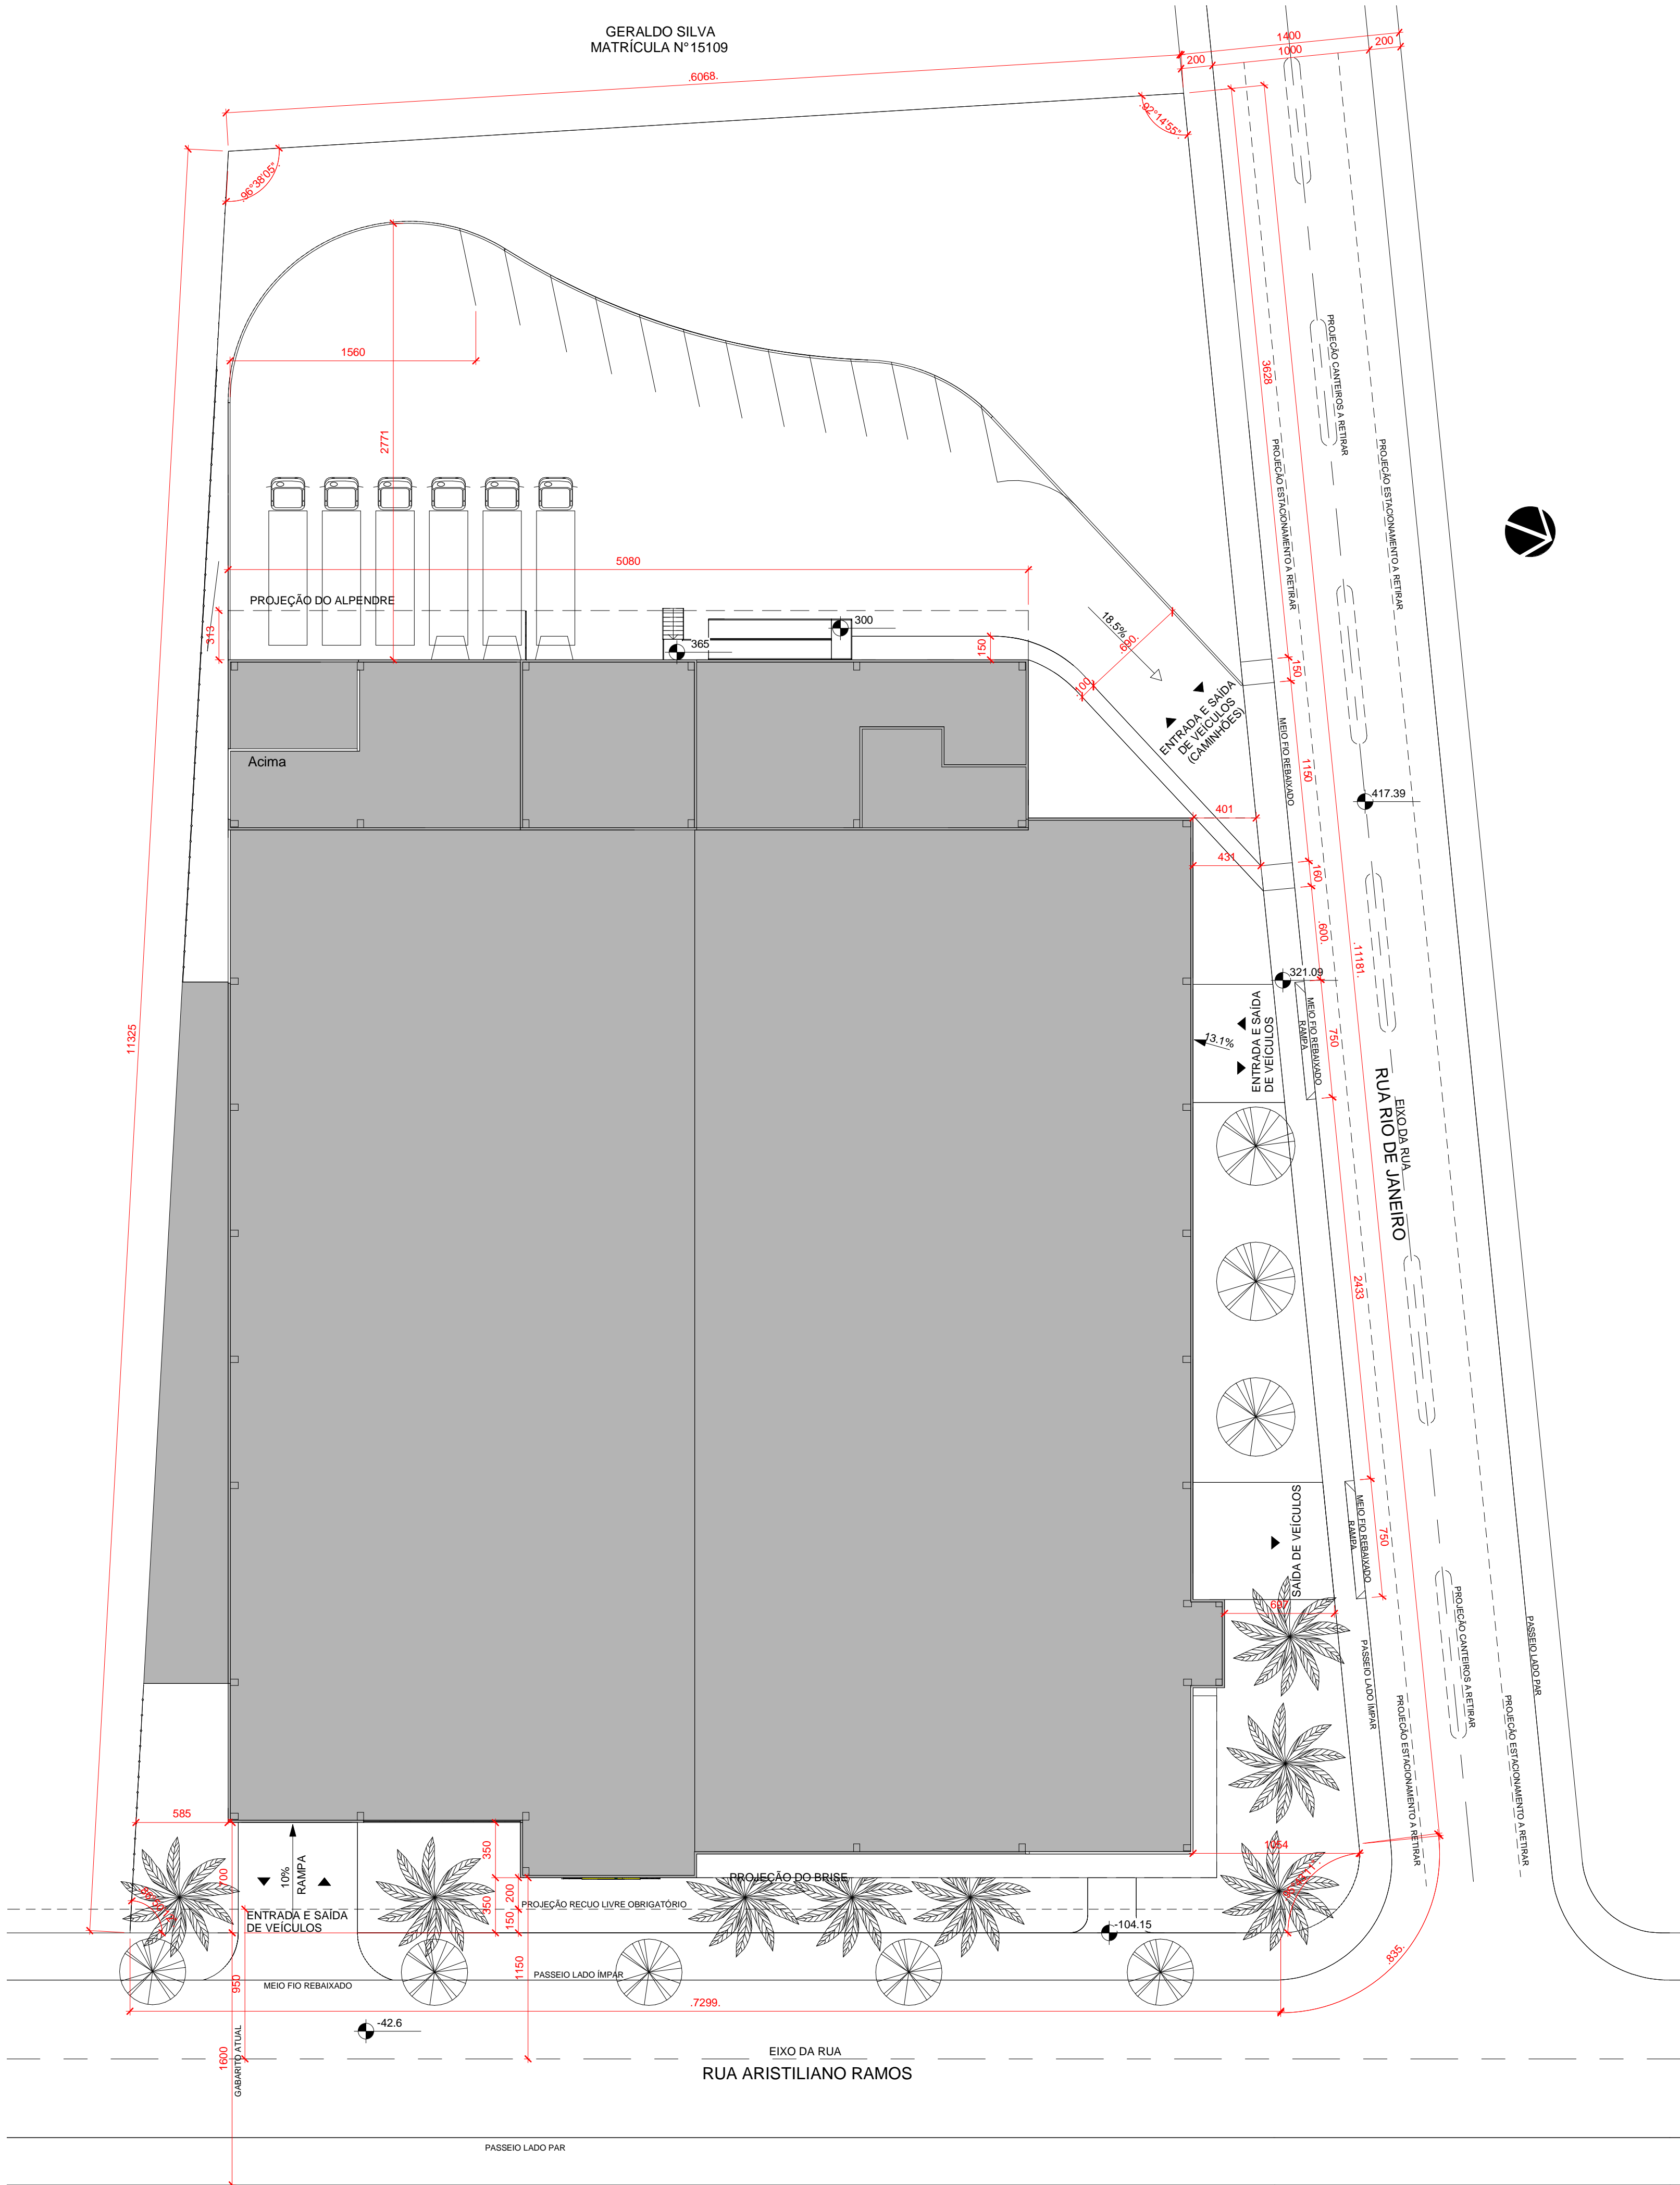 GERALDO SILVA
MATRÍCULA N°15109
.6068.
1400
200
1000
200
.92°14'55".
.96°38'05".
1560
2771
3628
PROJEÇÃO CANTEIROS A RETIRAR
PROJEÇÃO ESTACIONAMENTO A RETIRAR
PROJEÇÃO ESTACIONAMENTO A RETIRAR
5080
PROJEÇÃO DO ALPENDRE
313
365
300
150
18.5%
.690.
.100.
150
ENTRADA E SAÍDA
DE VEÍCULOS
(CAMINHÕES)
MEIO FIO REBAIXADO
1150
417.39
Acima
401
431
160
.600.
.11181.
321.09
13.1%
ENTRADA E SAÍDA
DE VEÍCULOS
MEIO FIO REBAIXADO
RAMPA
750
11325
EIXO DA RUA
RUA RIO DE JANEIRO
2433
SAÍDA DE VEÍCULOS
MEIO FIO REBAIXADO
RAMPA
750
697
PASSEIO LADO ÍMPAR
PROJEÇÃO ESTACIONAMENTO A RETIRAR
PROJEÇÃO CANTEIROS A RETIRAR
PROJEÇÃO ESTACIONAMENTO A RETIRAR
PASSEIO LADO PAR
585
700
10%
RAMPA
350
350
200
150
1054
PROJEÇÃO DO BRISE
PROJEÇÃO RECUO LIVRE OBRIGATÓRIO
ENTRADA E SAÍDA
DE VEÍCULOS
-104.15
.835.
950
1150
MEIO FIO REBAIXADO
PASSEIO LADO ÍMPAR
.7299.
-42.6
1600
GABARITO ATUAL
EIXO DA RUA
RUA ARISTILIANO RAMOS
PASSEIO LADO PAR